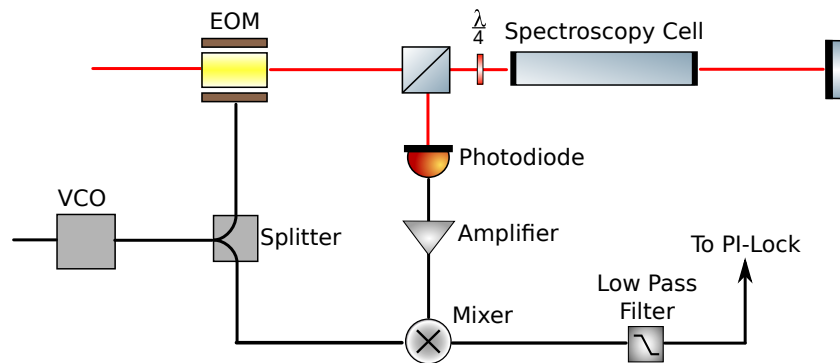 EOM
λ/4
Spectroscopy Cell
Photodiode
VCO
Splitter
Amplifier
To PI-Lock
Low Pass
Filter
Mixer